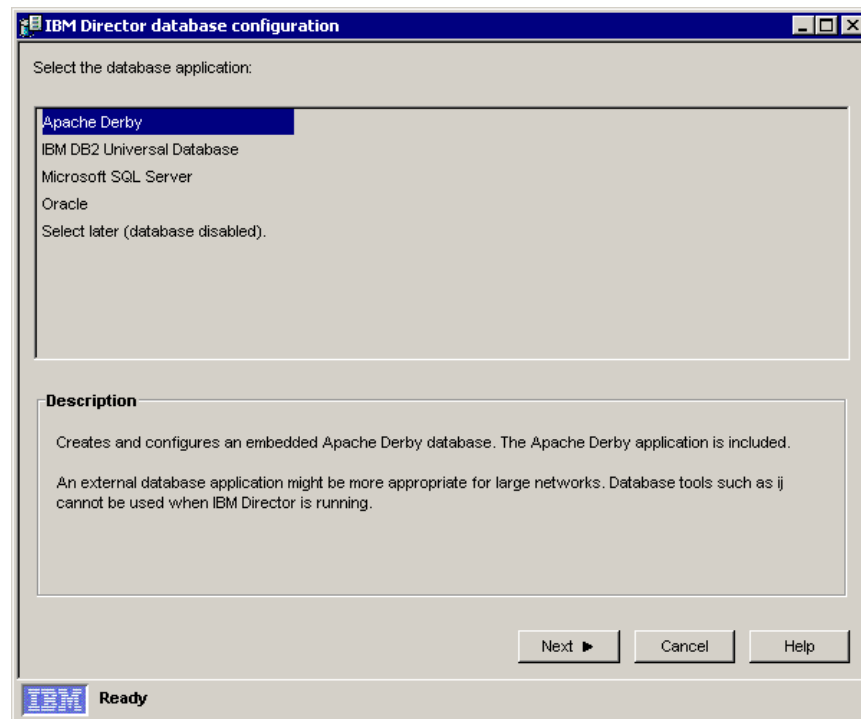 IBM Director database configuration
Select the database application:
Apache Derby
IBM DB2 Universal Database
Microsoft SQL Server
Oracle
Select later (database disabled).
Description
Creates and configures an embedded Apache Derby database. The Apache Derby application is included.
An external database application might be more appropriate for large networks. Database tools such as ij
cannot be used when IBM Director is running.
Next
Cancel
Help
IBM
Ready